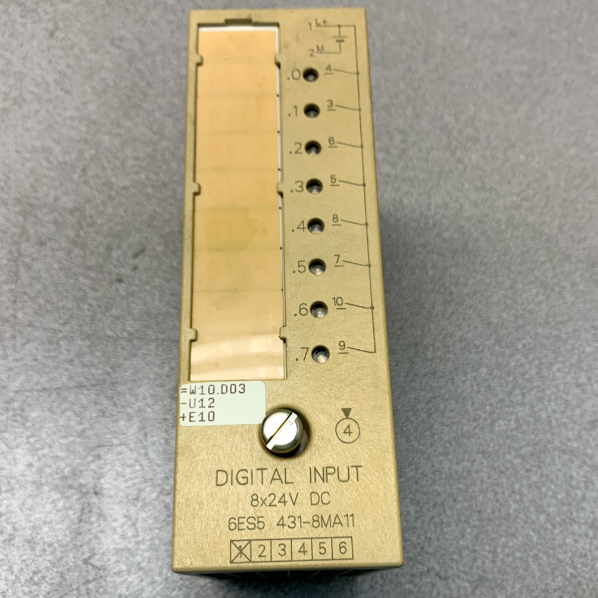 1 L+
2 M
.0 4
.1 3
.2 6
.3 5
.4 8
.5 7
.6 10
.7 9
=W10.D03
-U12
+E10
4
DIGITAL INPUT
8x24V DC
6ES5 431-8MA11
2 3 4 5 6